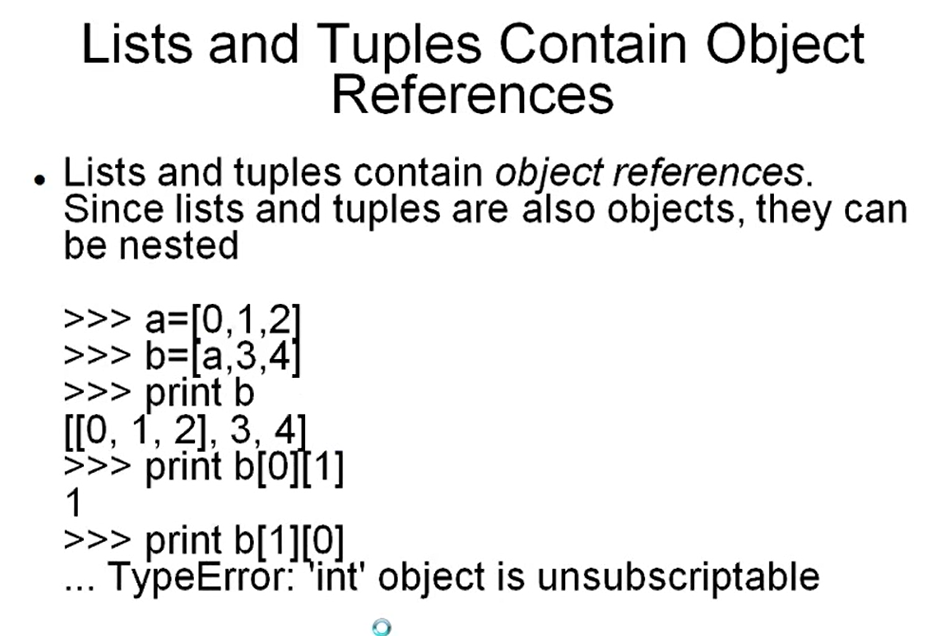 Lists and Tuples Contain Object
References
• Lists and tuples contain object references.
Since lists and tuples are also objects, they can
be nested
>>> a=[0,1,2]
>>> b=[a,3,4]
>>> print b
[[0, 1, 2], 3, 4]
>>> print b[0][1]
1
>>> print b[1][0]
... TypeError: 'int' object is unsubscriptable